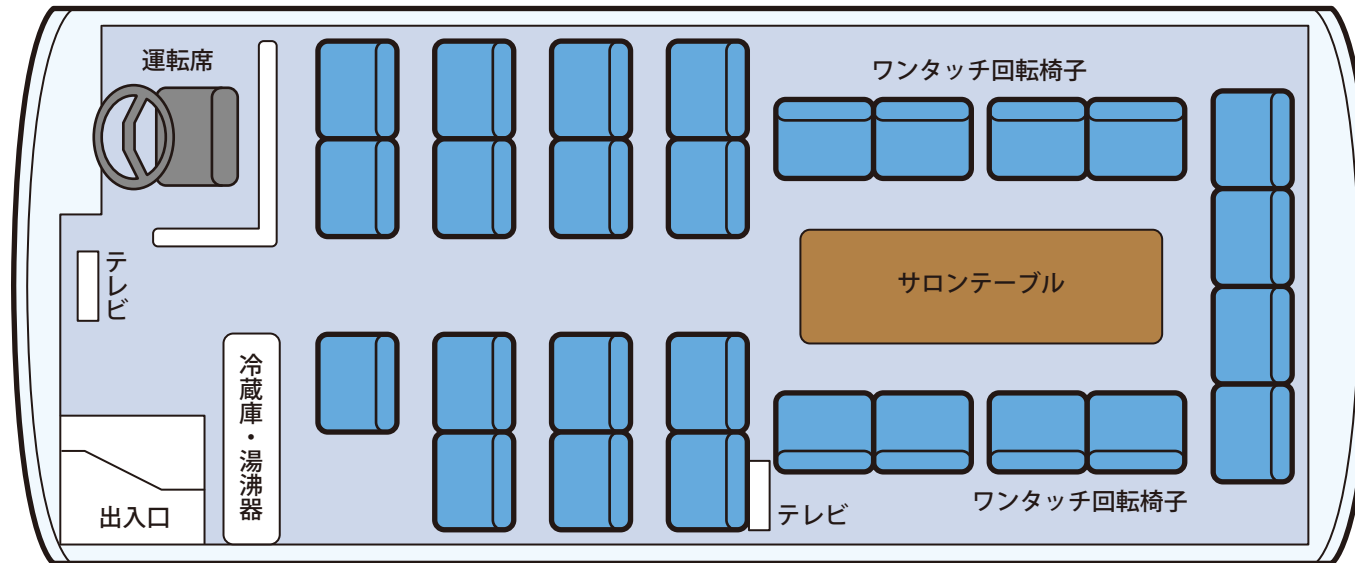 運転席
ワンタッチ回転椅子
テレビ
サロンテーブル
冷蔵庫・湯沸器
出入口
テレビ
ワンタッチ回転椅子